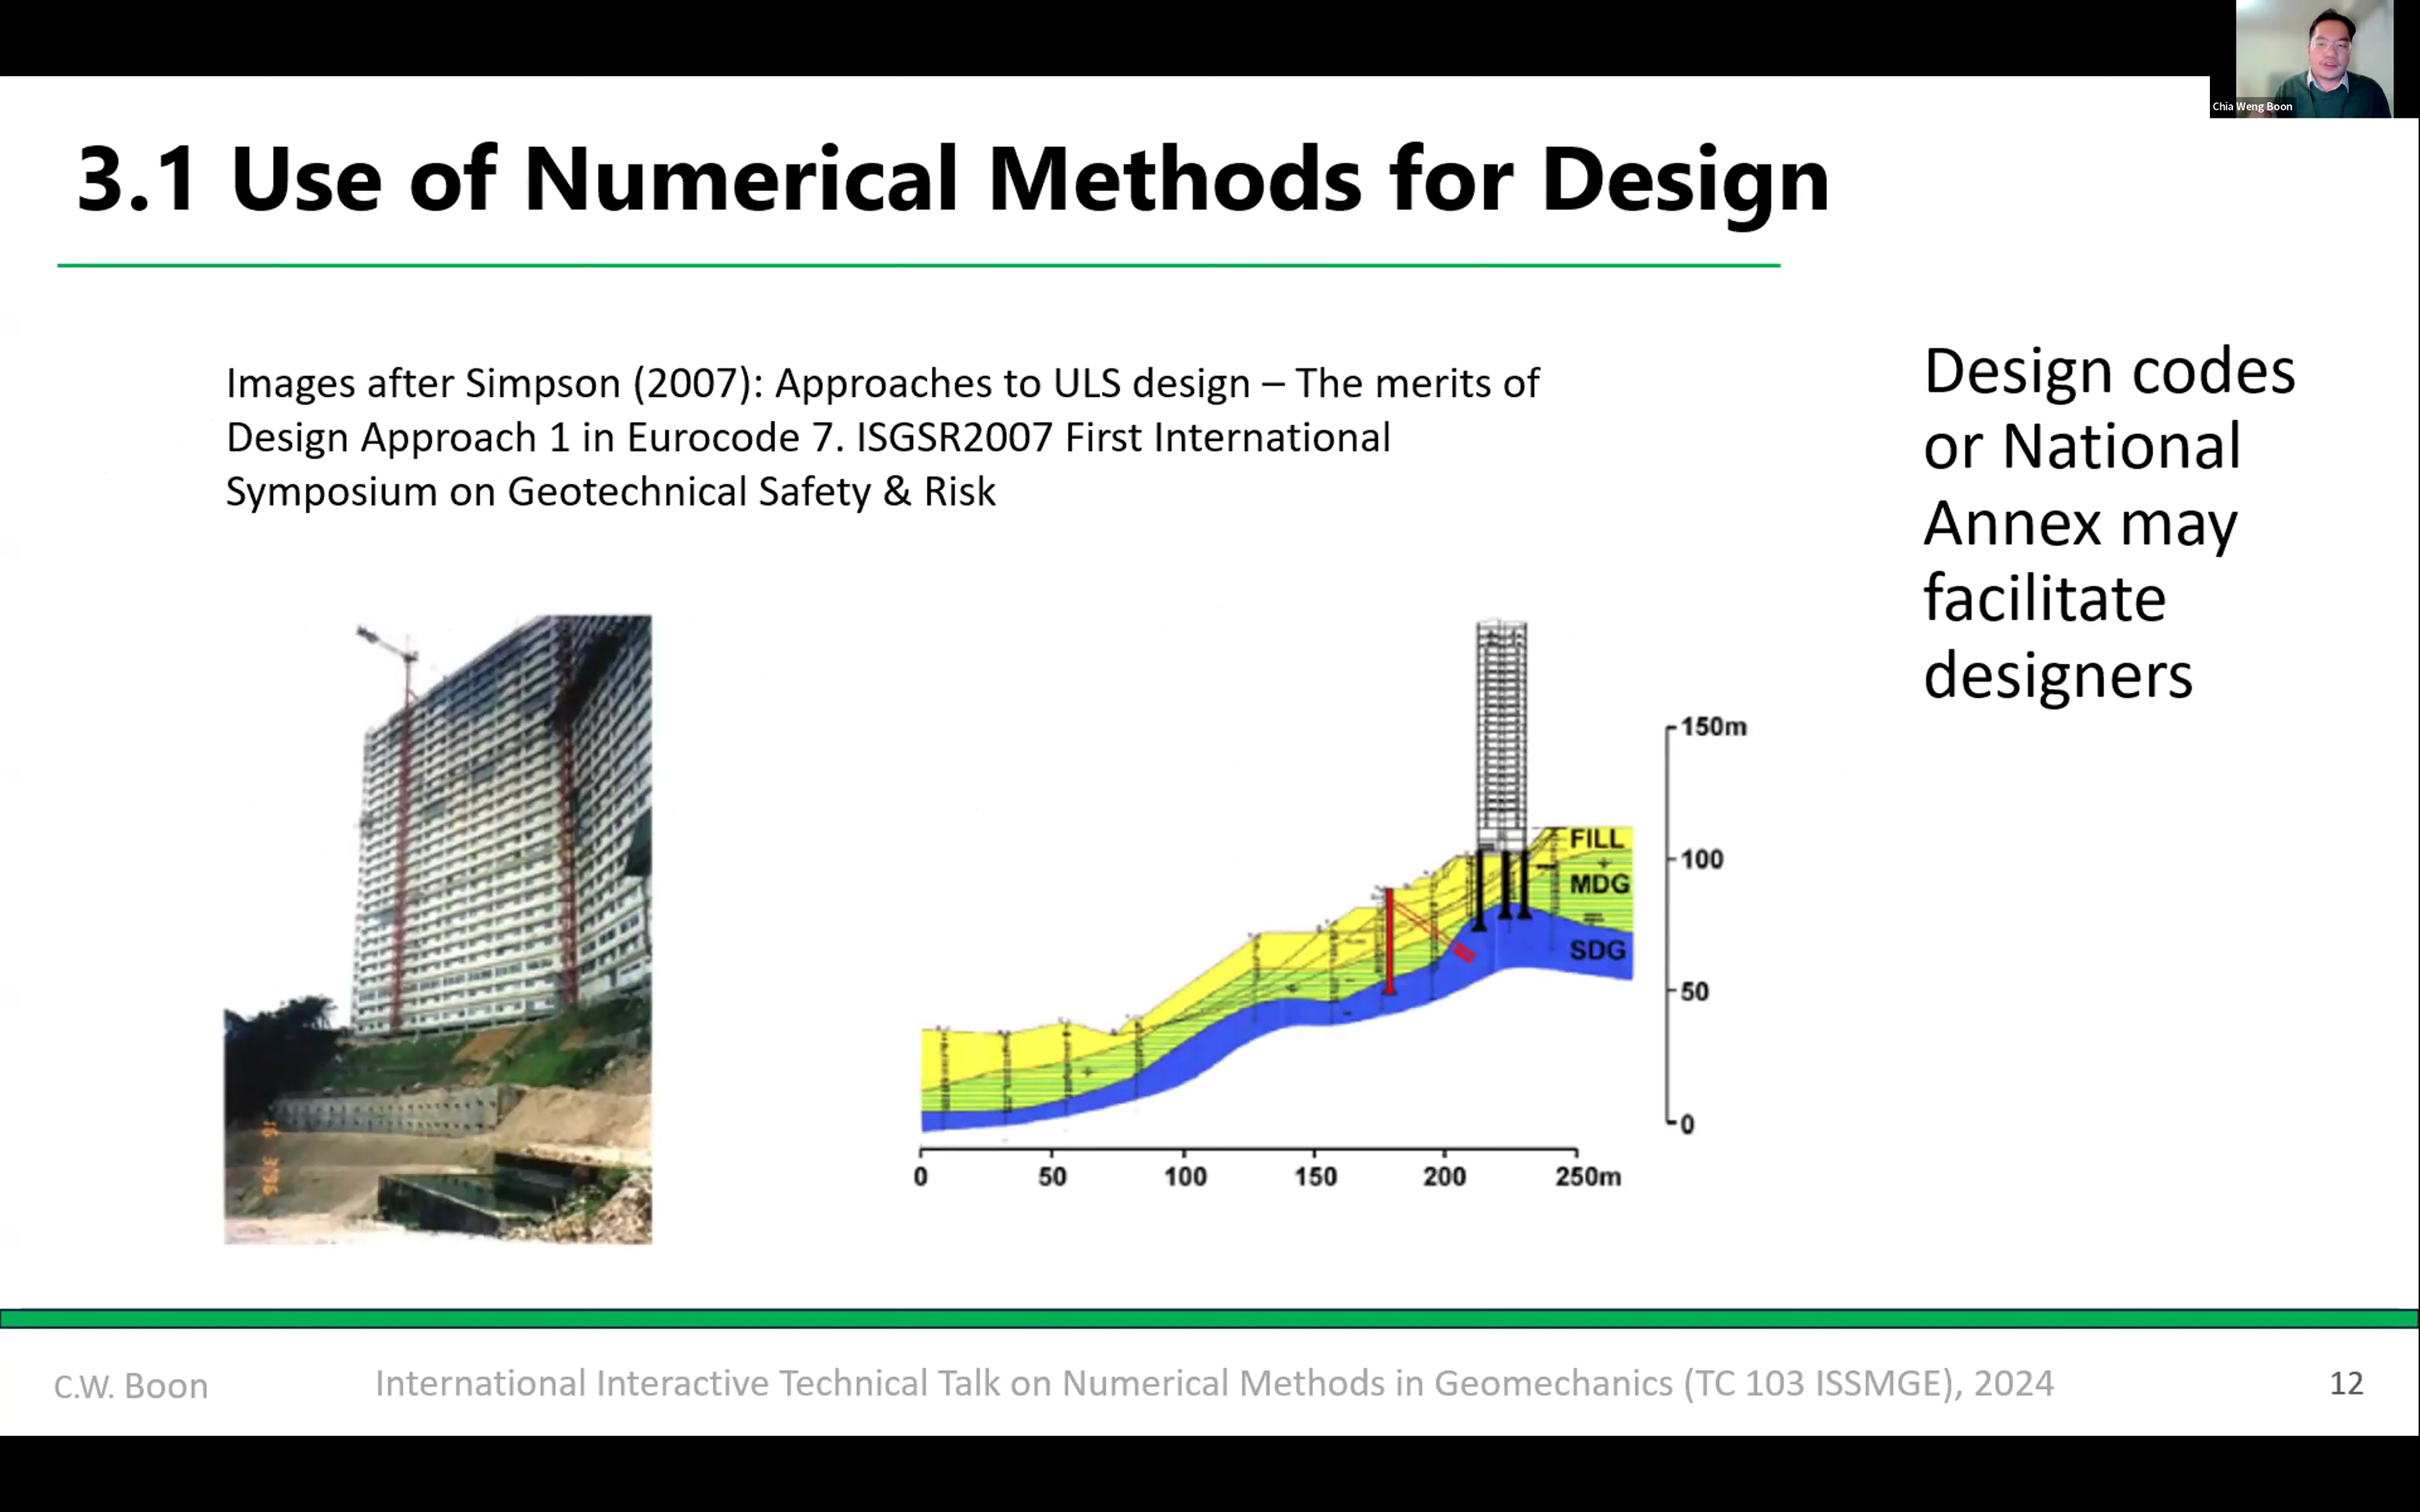 Chia Weng Boon
3.1 Use of Numerical Methods for Design
Images after Simpson (2007): Approaches to ULS design – The merits of
Design Approach 1 in Eurocode 7. ISGSR2007 First International
Symposium on Geotechnical Safety & Risk
Design codes
or National
Annex may
facilitate
designers
150m
FILL
100
MDG
SDG
50
0
0 50 100 150 200 250m
C.W. Boon
International Interactive Technical Talk on Numerical Methods in Geomechanics (TC 103 ISSMGE), 2024
12